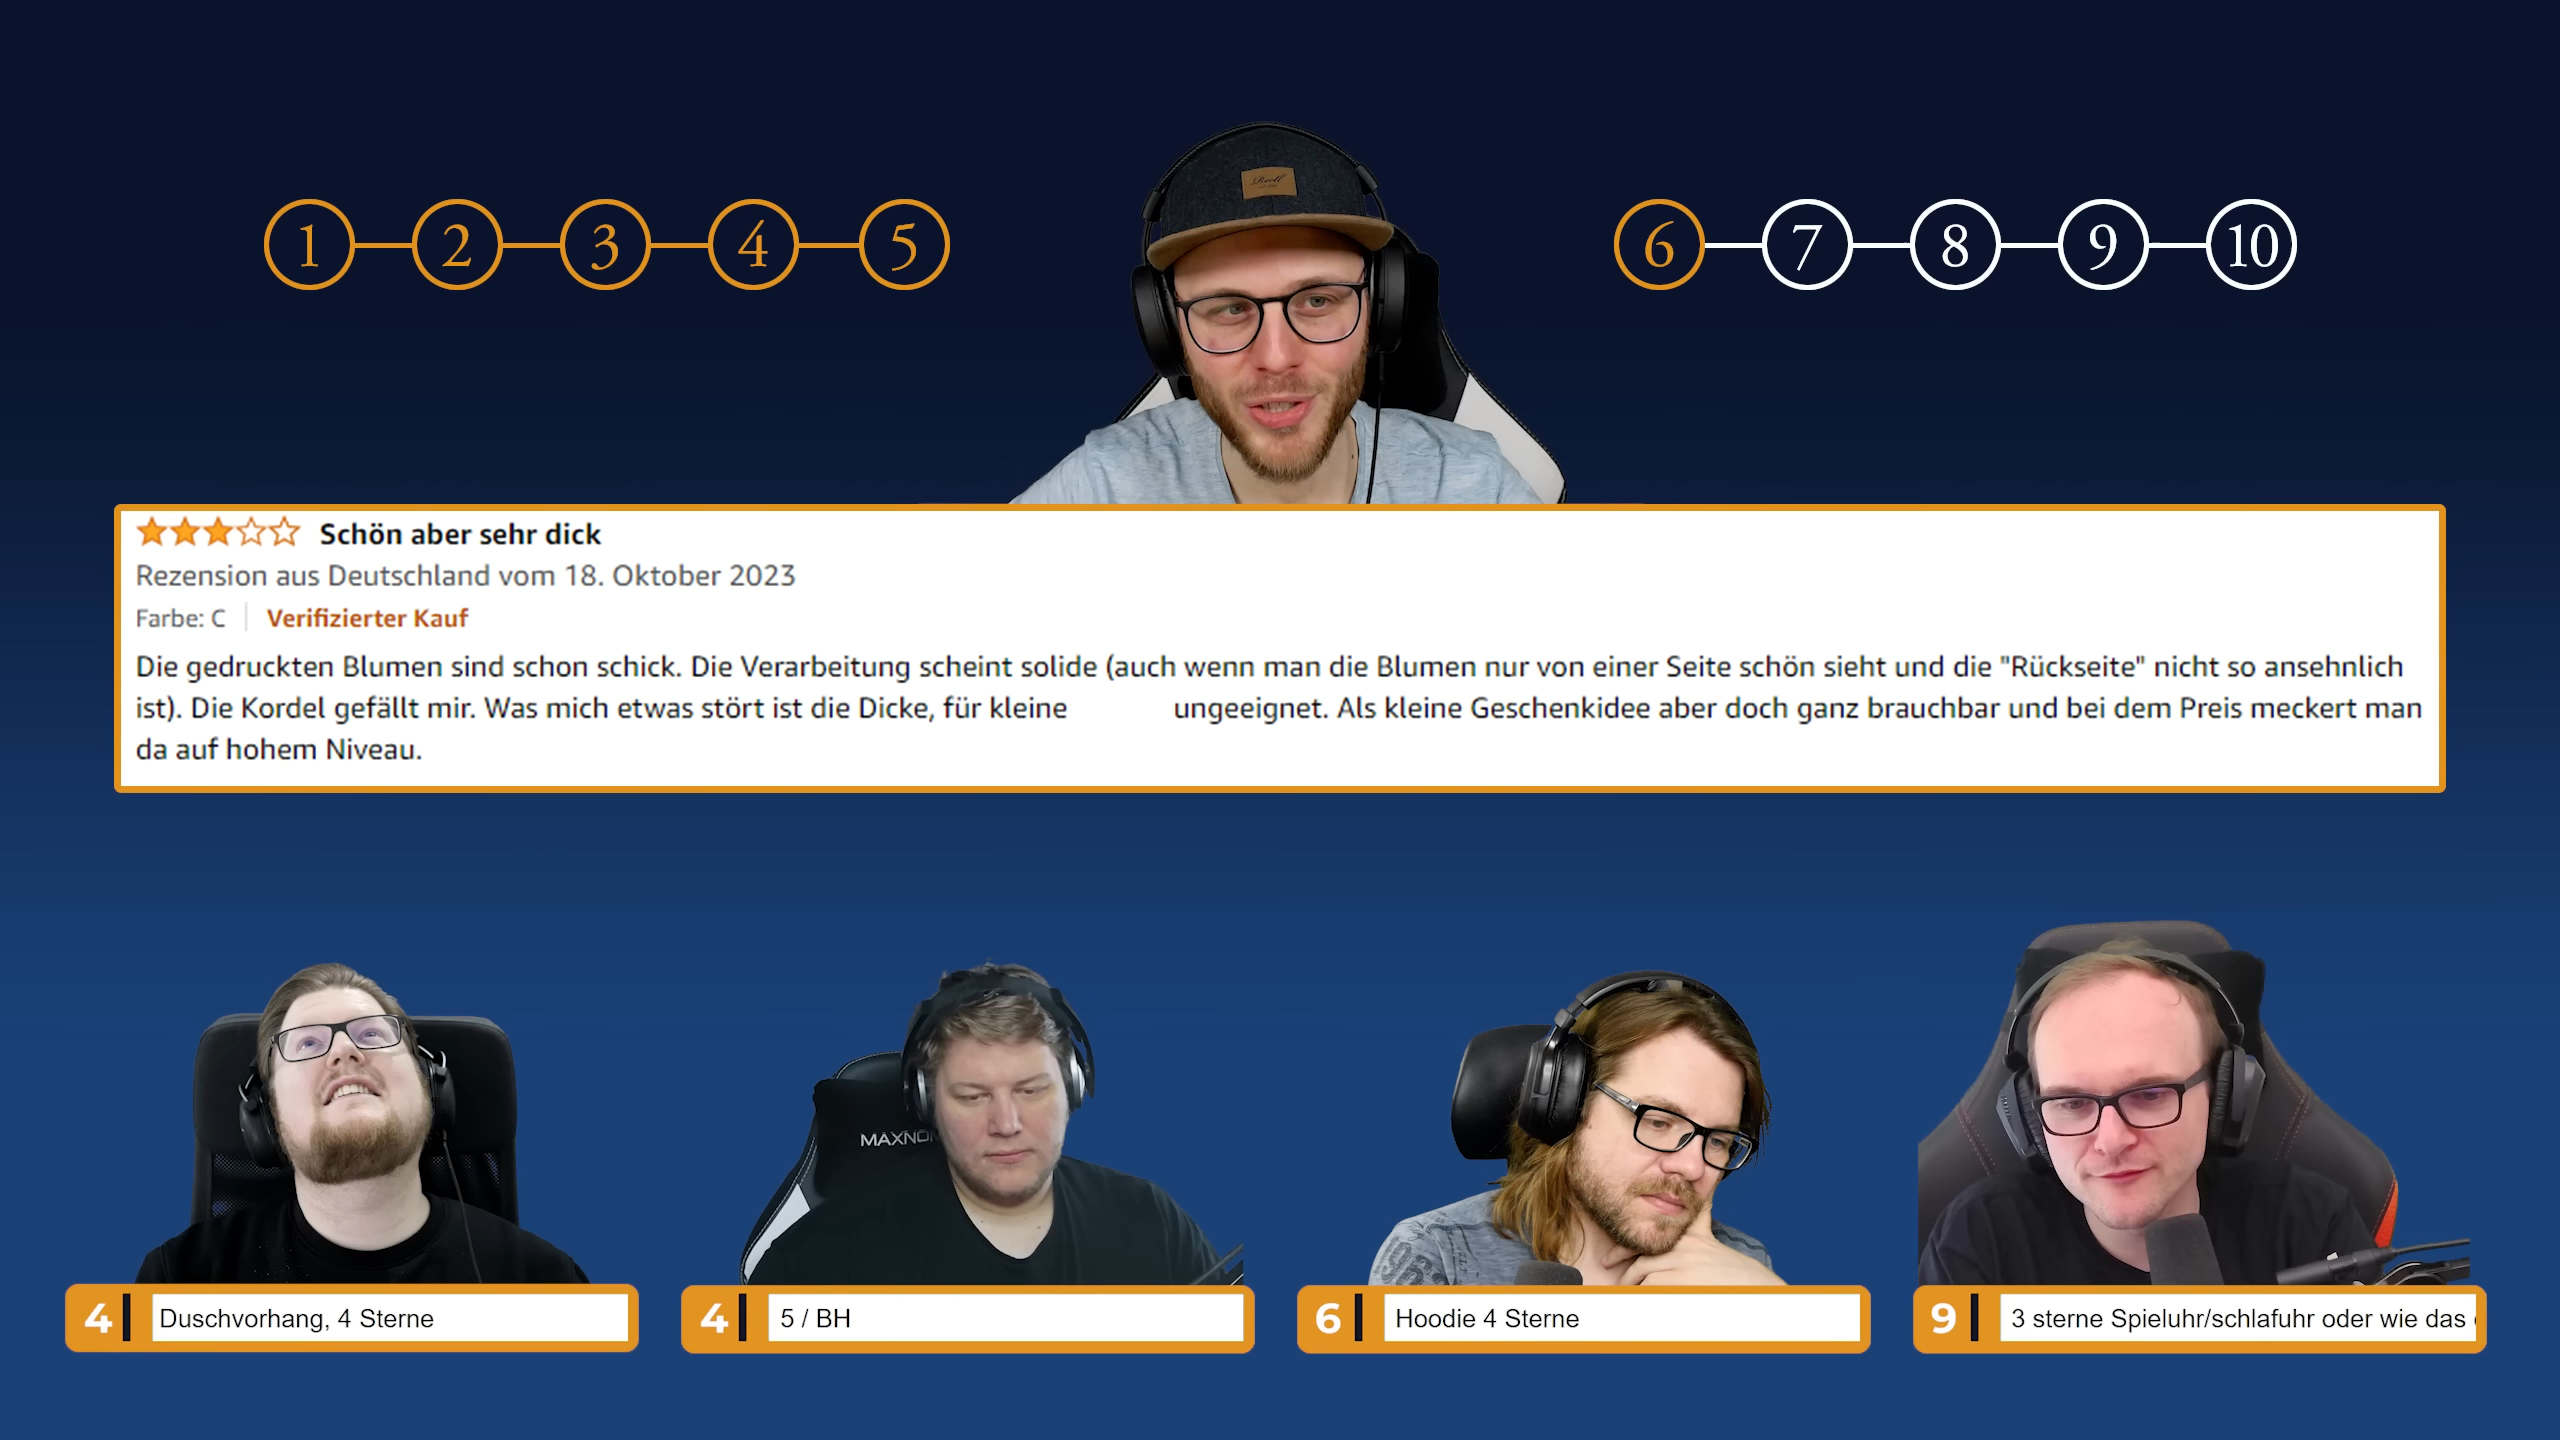 1 2 3 4 5
6 7 8 9 10
Schön aber sehr dick
Rezension aus Deutschland vom 18. Oktober 2023
Farbe: C | Verifizierter Kauf
Die gedruckten Blumen sind schon schick. Die Verarbeitung scheint solide (auch wenn man die Blumen nur von einer Seite schön sieht und die "Rückseite" nicht so ansehnlich
ist). Die Kordel gefällt mir. Was mich etwas stört ist die Dicke, für kleine ungeeignet. Als kleine Geschenkidee aber doch ganz brauchbar und bei dem Preis meckert man
da auf hohem Niveau.
MAXNO
4 Duschvorhang, 4 Sterne
4 5 / BH
6 Hoodie 4 Sterne
9 3 sterne Spieluhr/schlafuhr oder wie das